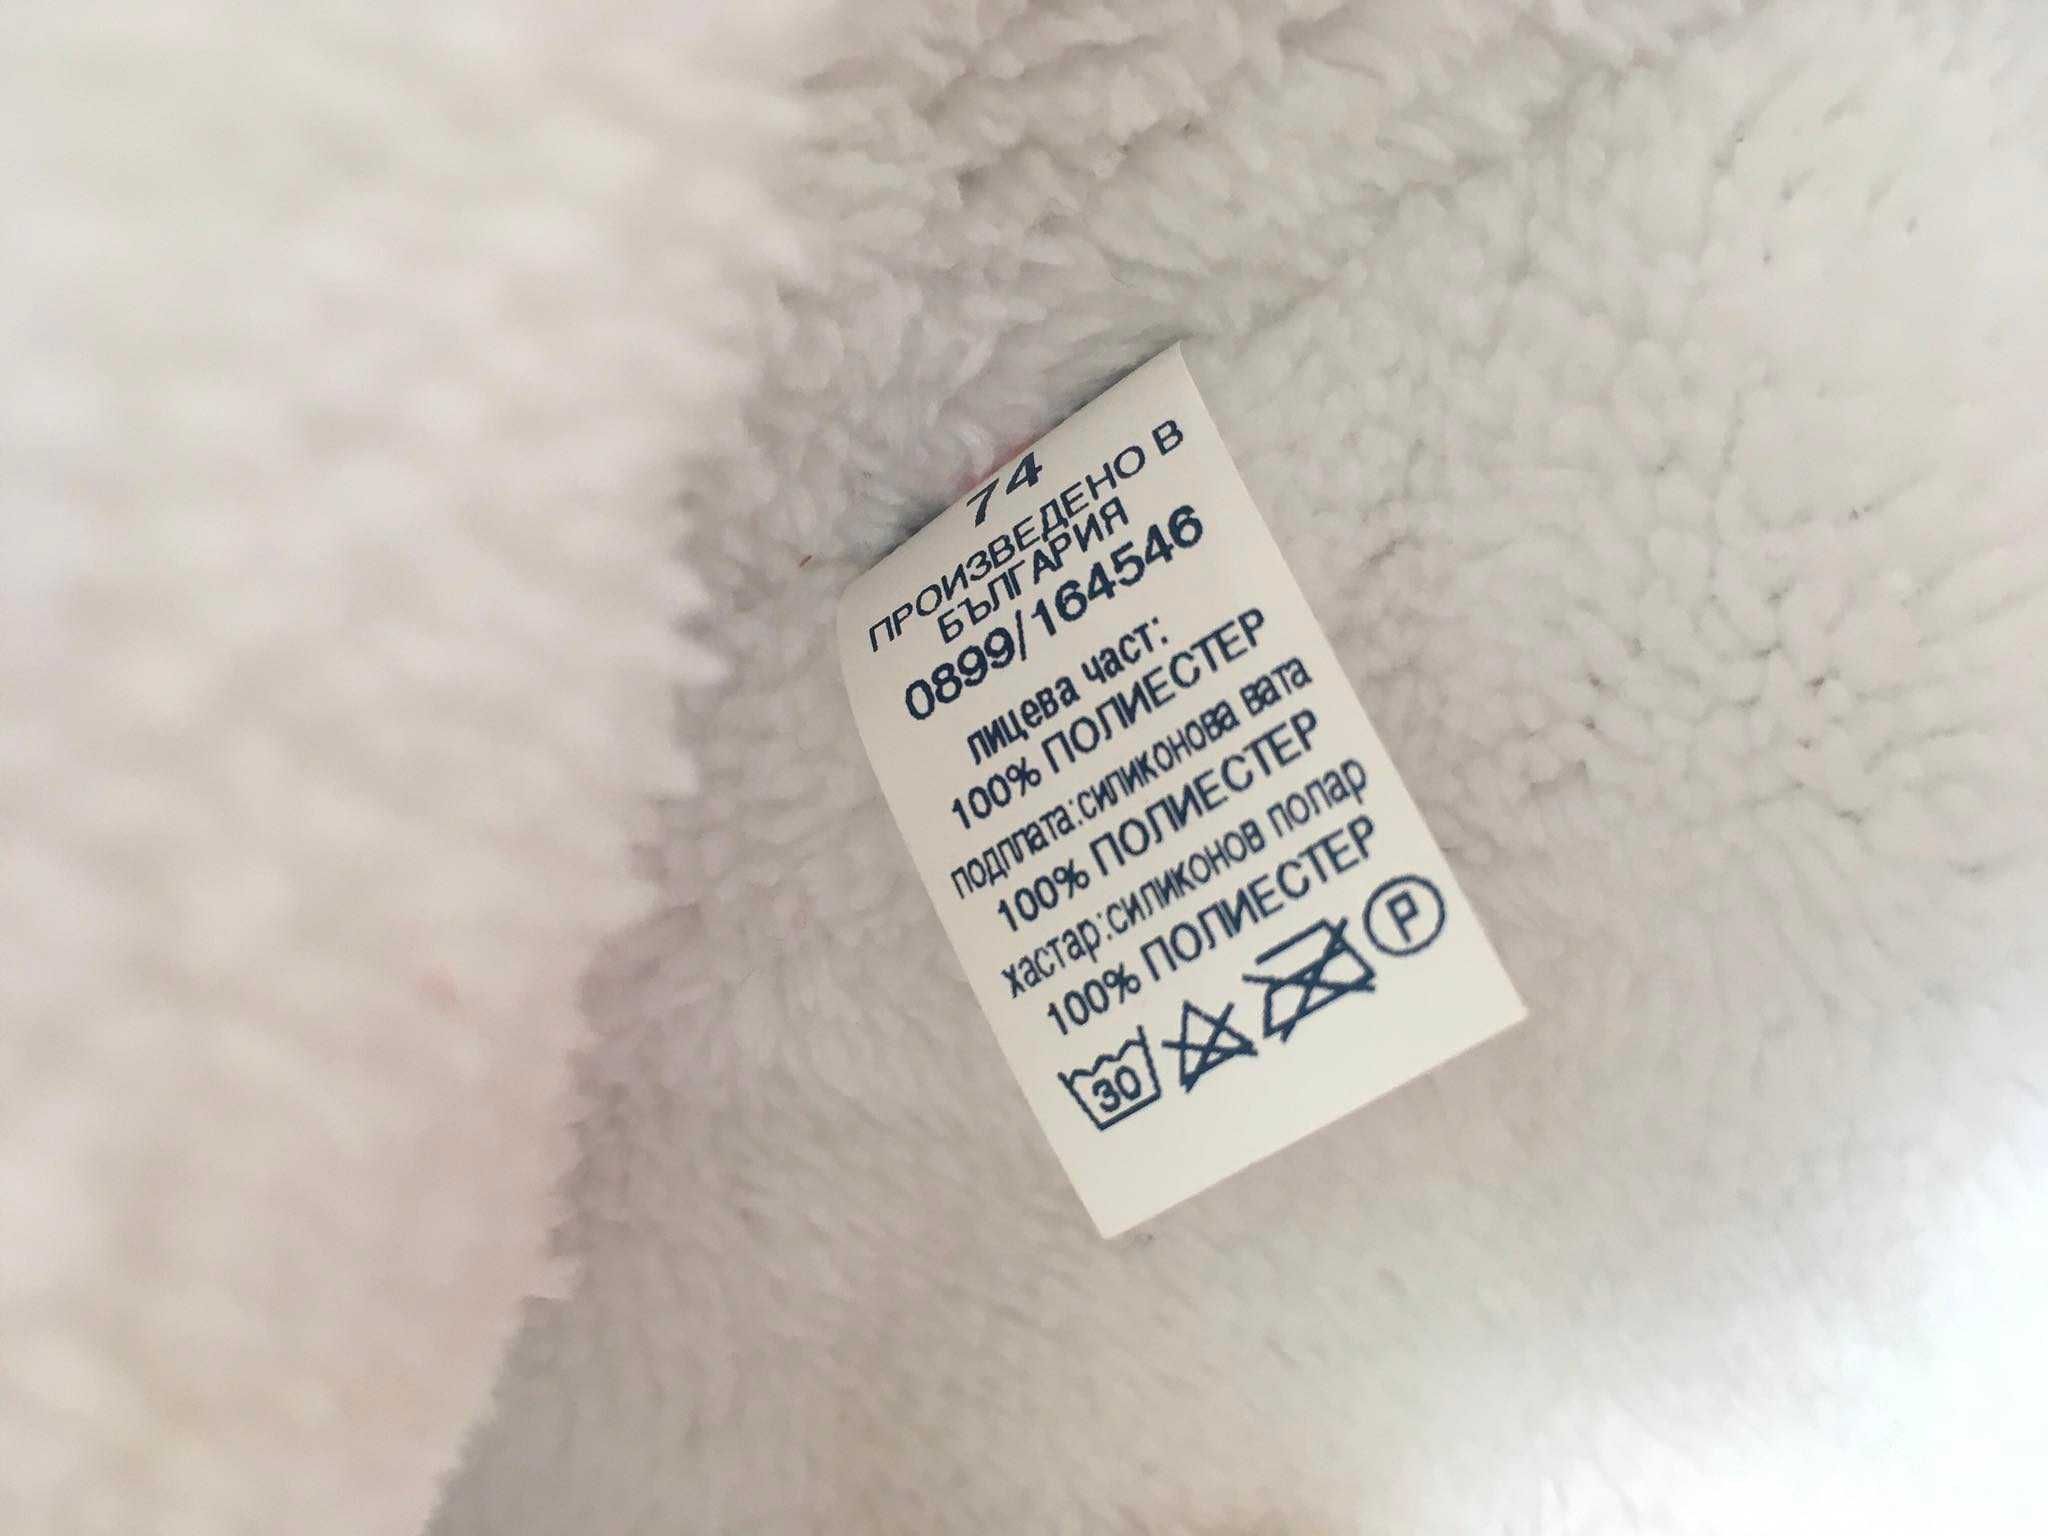 74
ПРОИЗВЕДЕНО В
БЪЛГАРИЯ
0899/164546
лицева част:
100% ПОЛИЕСТЕР
подплата:силиконова вата
100% ПОЛИЕСТЕР
хастар:силиконов полар
100% ПОЛИЕСТЕР
30 P